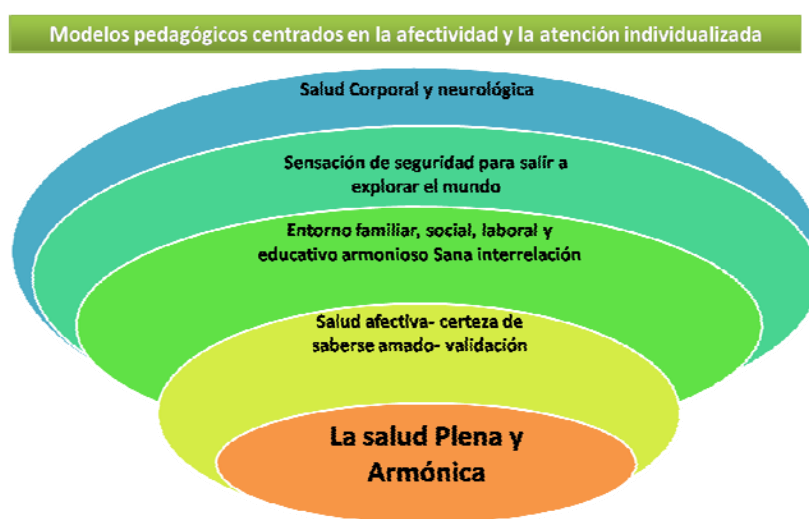 Modelos pedagógicos centrados en la afectividad y la atención individualizada
Salud Corporal y neurológica
Sensación de seguridad para salir a
explorar el mundo
Entorno familiar, social, laboral y
educativo armonioso Sana interrelación
Salud afectiva- certeza de
saberse amado- validación
La salud Plena y
Armónica